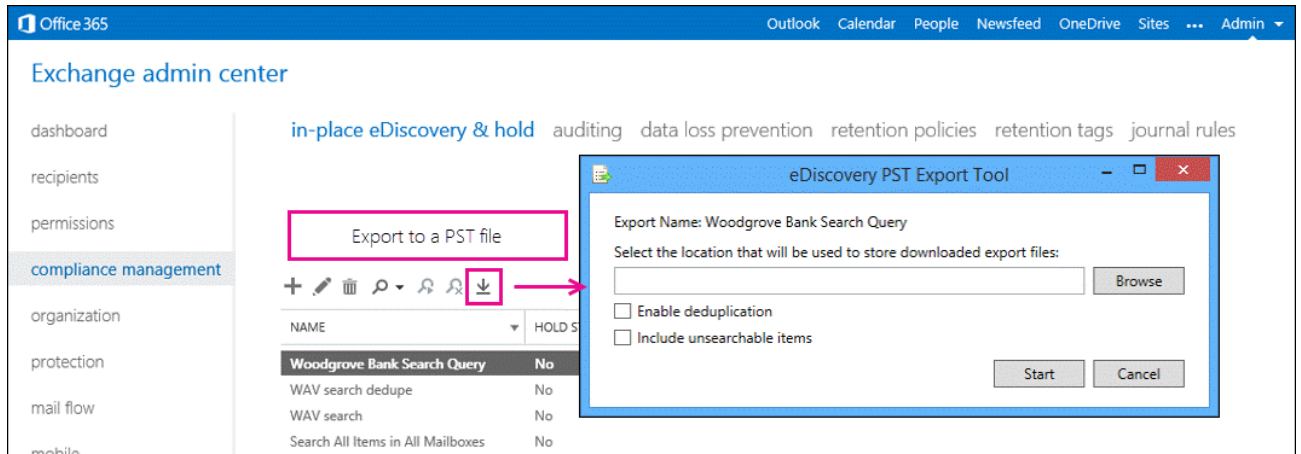 Office 365
Outlook Calendar People Newsfeed OneDrive Sites ... Admin
Exchange admin center
dashboard
recipients
permissions
compliance management
organization
protection
mail flow
mobile
in-place eDiscovery & hold auditing data loss prevention retention policies retention tags journal rules
Export to a PST file
NAME HOLD S
Woodgrove Bank Search Query No
WAV search dedupe No
WAV search No
Search All Items in All Mailboxes No
eDiscovery PST Export Tool
Export Name: Woodgrove Bank Search Query
Select the location that will be used to store downloaded export files:
Browse
Enable deduplication
Include unsearchable items
Start Cancel